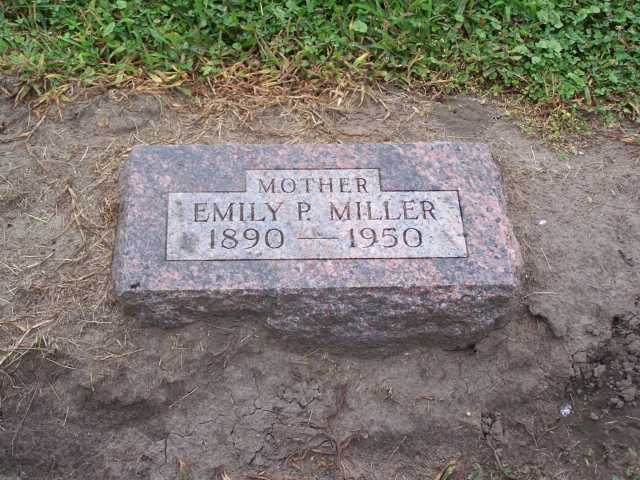 MOTHER
EMILY P. MILLER
1890 — 1950